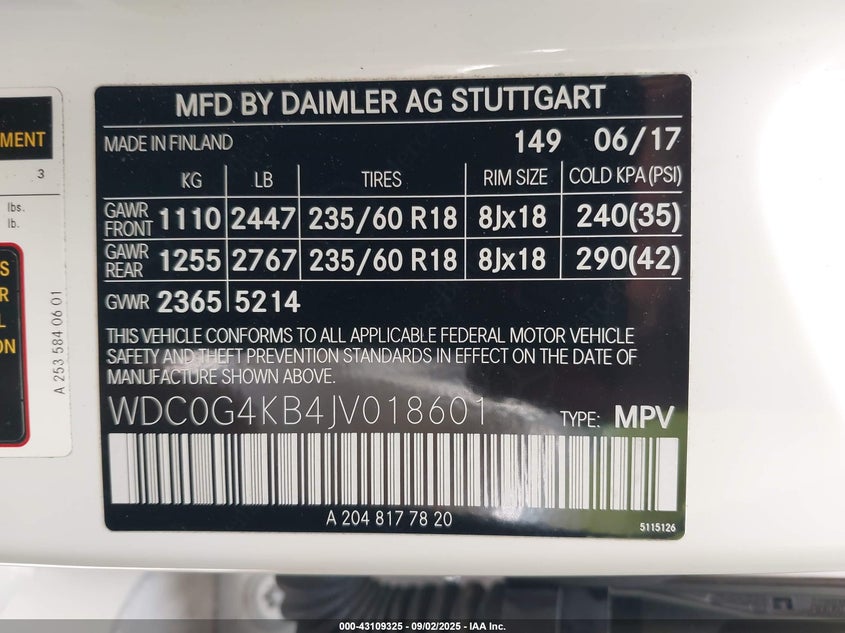 MFD BY DAIMLER AG STUTTGART
MADE IN FINLAND 149 06/17
KG LB TIRES RIM SIZE COLD KPA (PSI)
GAWR FRONT 1110 2447 235/60 R18 8Jx18 240(35)
GAWR REAR 1255 2767 235/60 R18 8Jx18 290(42)
GVWR 2365 5214
THIS VEHICLE CONFORMS TO ALL APPLICABLE FEDERAL MOTOR VEHICLE
SAFETY AND THEFT PREVENTION STANDARDS IN EFFECT ON THE DATE OF
MANUFACTURE SHOWN ABOVE.
WDC0G4KB4JV018601 TYPE: MPV
A 204 817 78 20
5115126
MENT
3
lbs.
lb.
S
R
L
ON
A 253 584 06 01
000-43109325 - 09/02/2025 - IAA Inc.